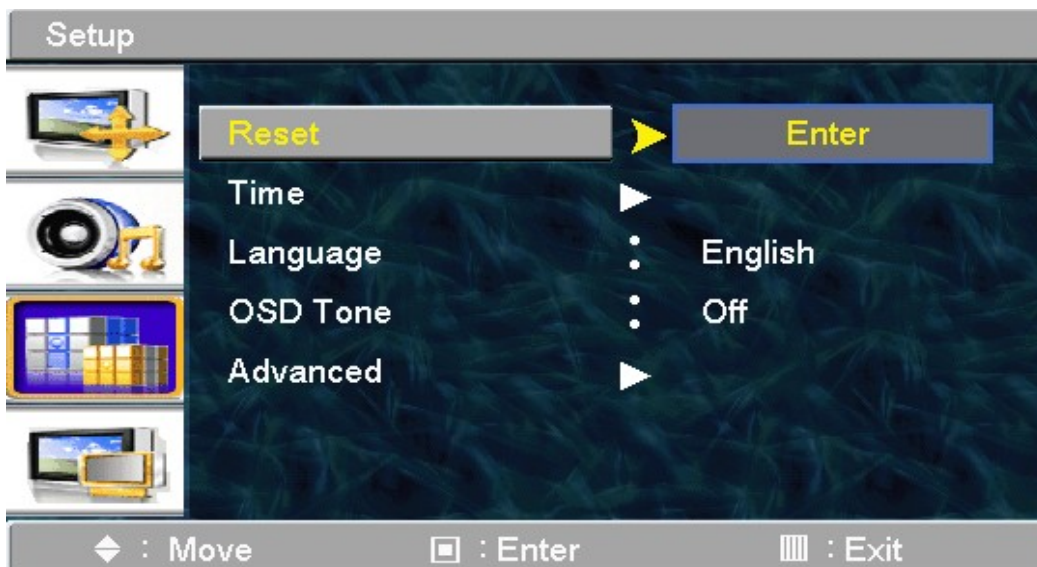 Setup
Reset Enter
Time
Language : English
OSD Tone : Off
Advanced
: Move : Enter : Exit